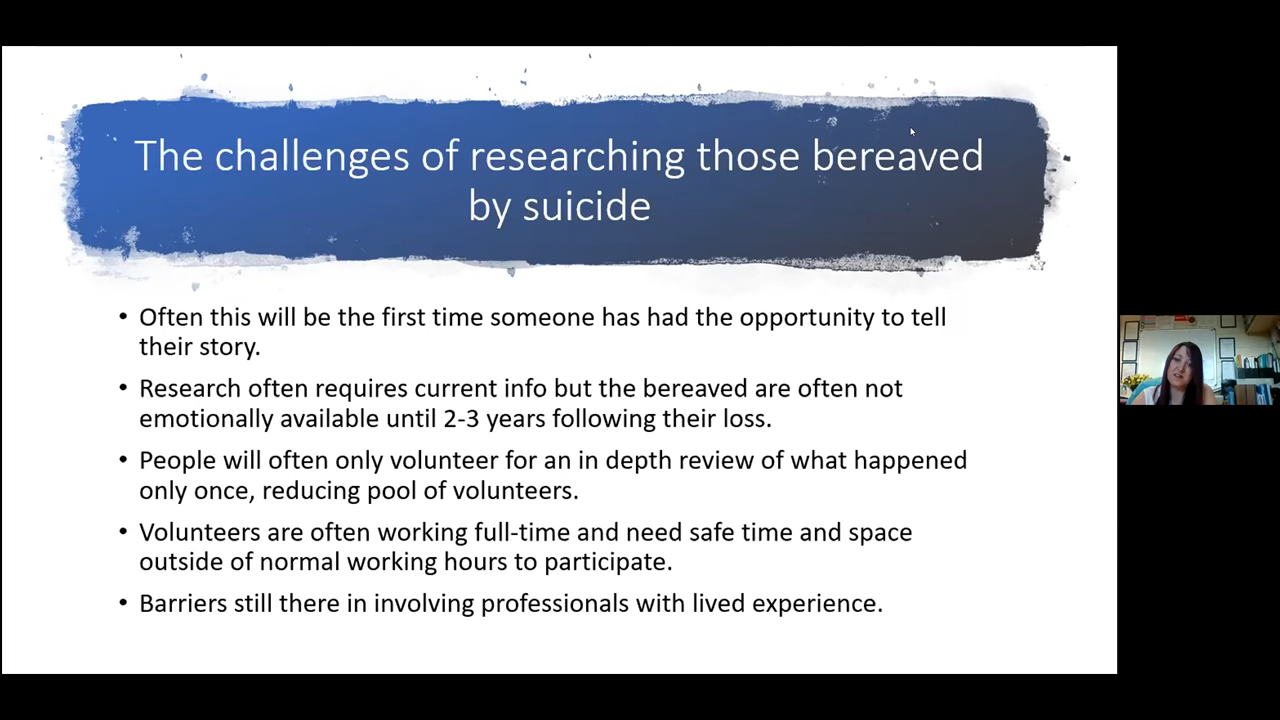 The challenges of researching those bereaved
by suicide
• Often this will be the first time someone has had the opportunity to tell
their story.
• Research often requires current info but the bereaved are often not
emotionally available until 2-3 years following their loss.
• People will often only volunteer for an in depth review of what happened
only once, reducing pool of volunteers.
• Volunteers are often working full-time and need safe time and space
outside of normal working hours to participate.
• Barriers still there in involving professionals with lived experience.